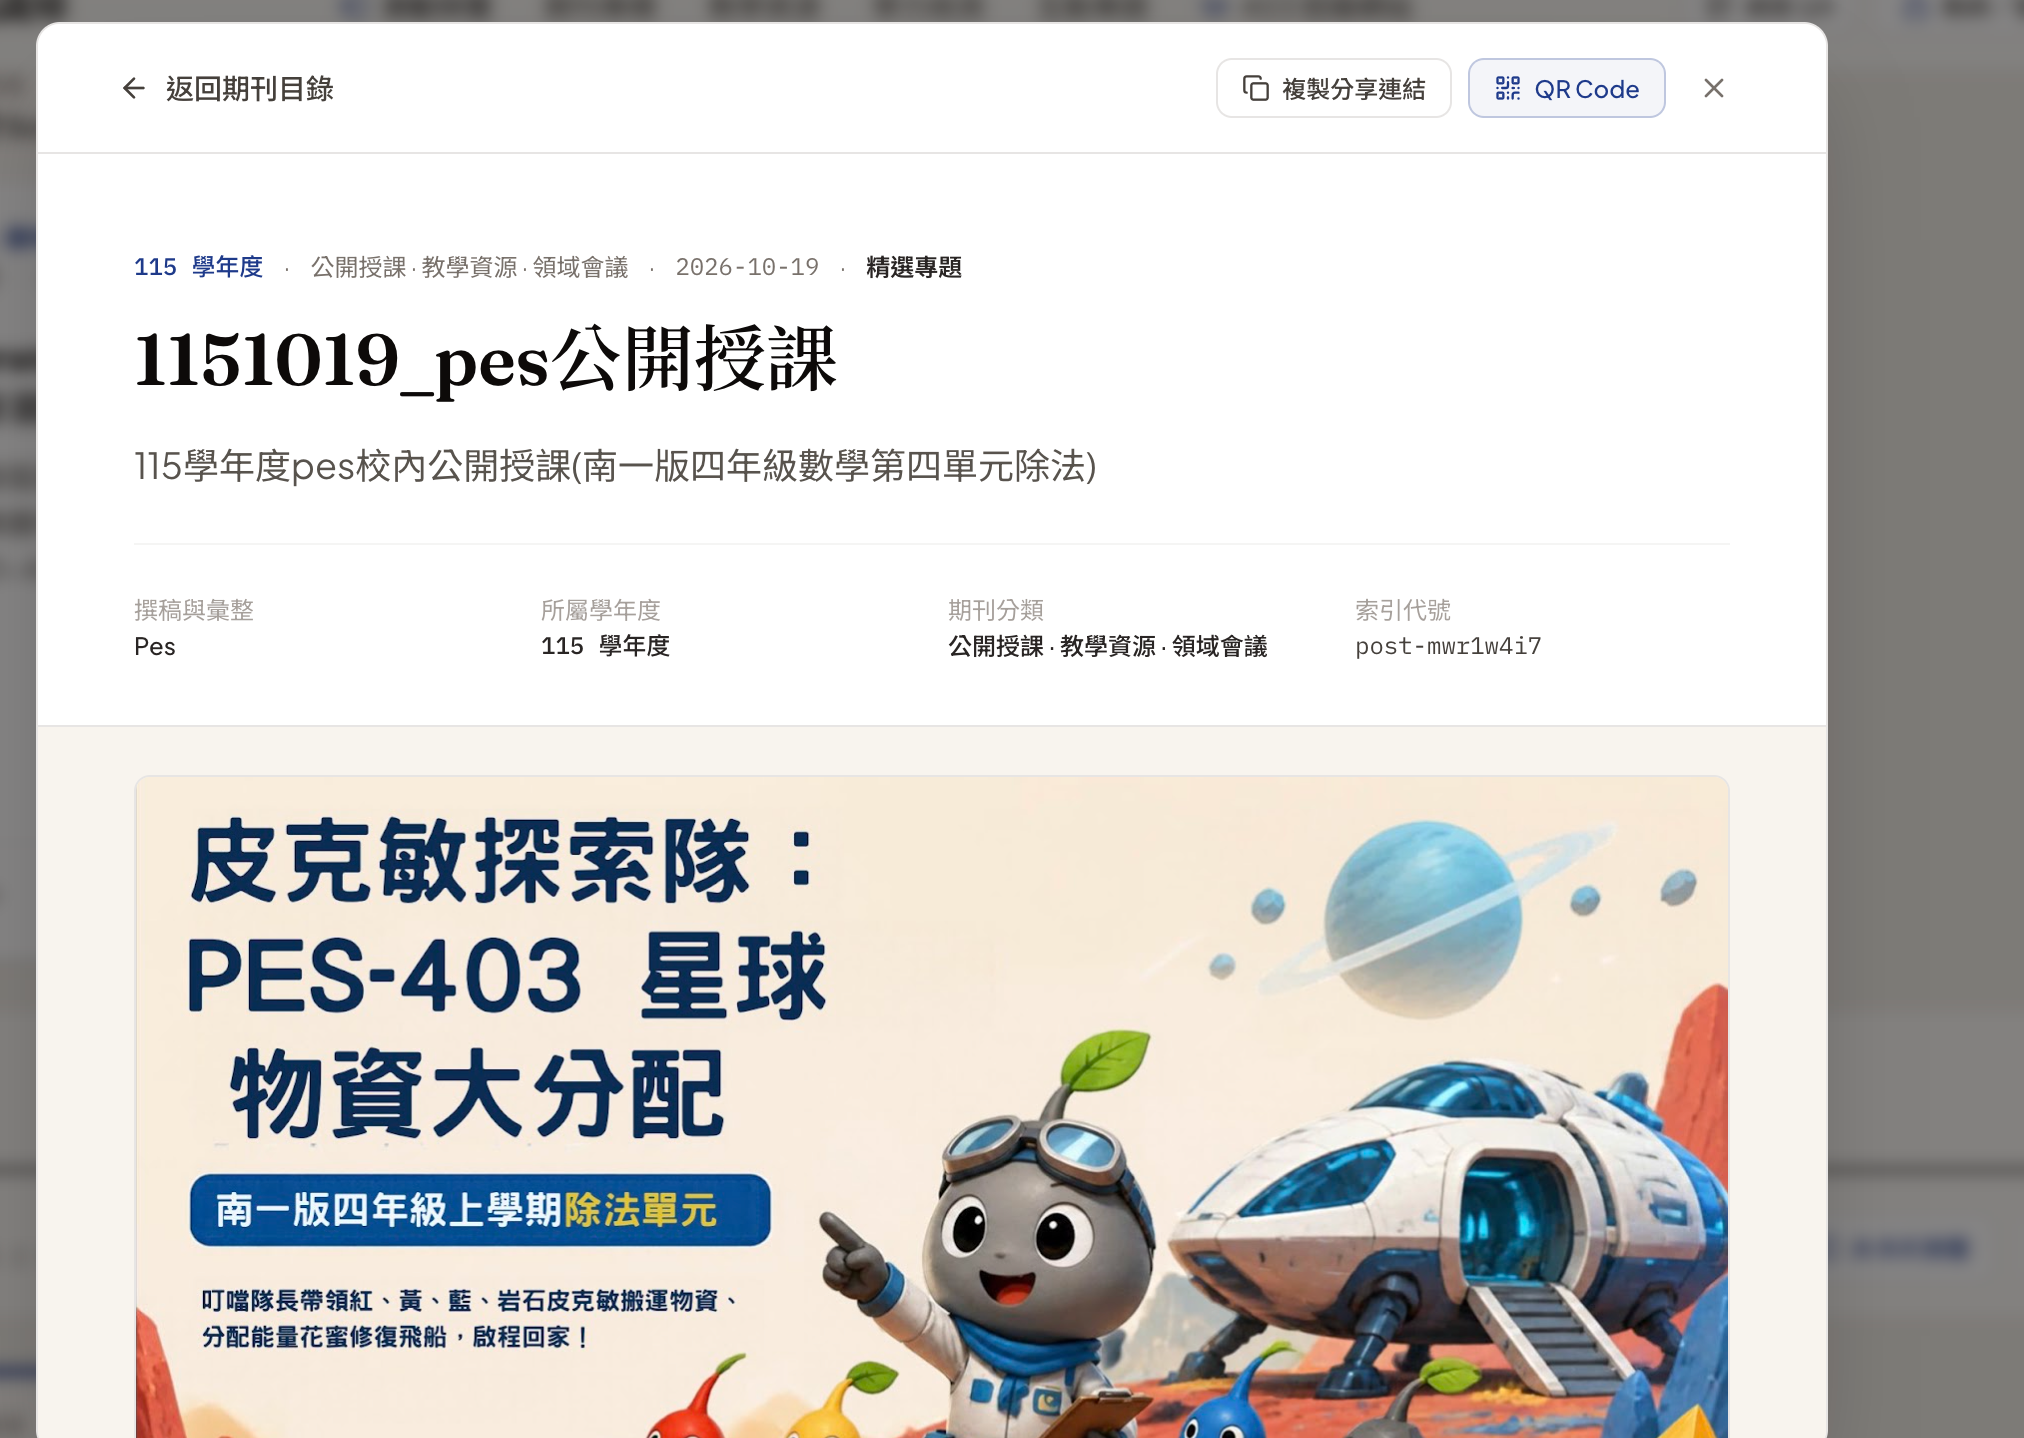 返回期刊目錄
複製分享連結
QR Code
115 學年度 · 公開授課·教學資源·領域會議 · 2026-10-19 · 精選專題
1151019_pes公開授課
115學年度pes校內公開授課(南一版四年級數學第四單元除法)
撰稿與彙整
Pes
所屬學年度
115 學年度
期刊分類
公開授課·教學資源·領域會議
索引代號
post-mwr1w4i7
皮克敏探索隊：
PES-403 星球
物資大分配
南一版四年級上學期除法單元
叮噹隊長帶領紅、黃、藍、岩石皮克敏搬運物資、
分配能量花蜜修復飛船，啟程回家！